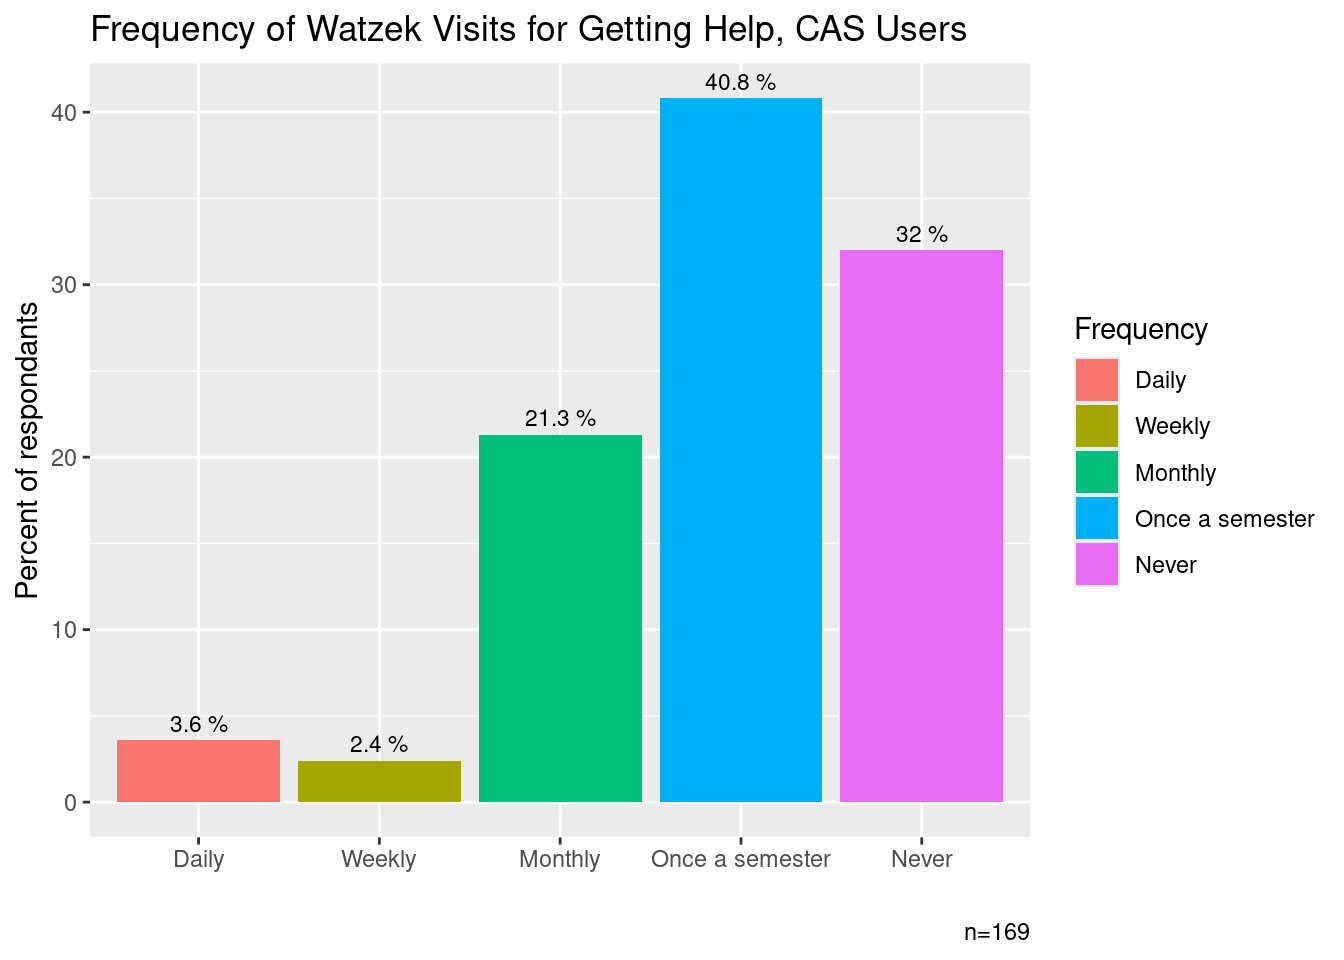 Frequency of Watzek Visits for Getting Help, CAS Users
Percent of respondants
40
30
20
10
0
3.6 %
2.4 %
21.3 %
40.8 %
32 %
Daily
Weekly
Monthly
Once a semester
Never
Frequency
Daily
Weekly
Monthly
Once a semester
Never
n=169